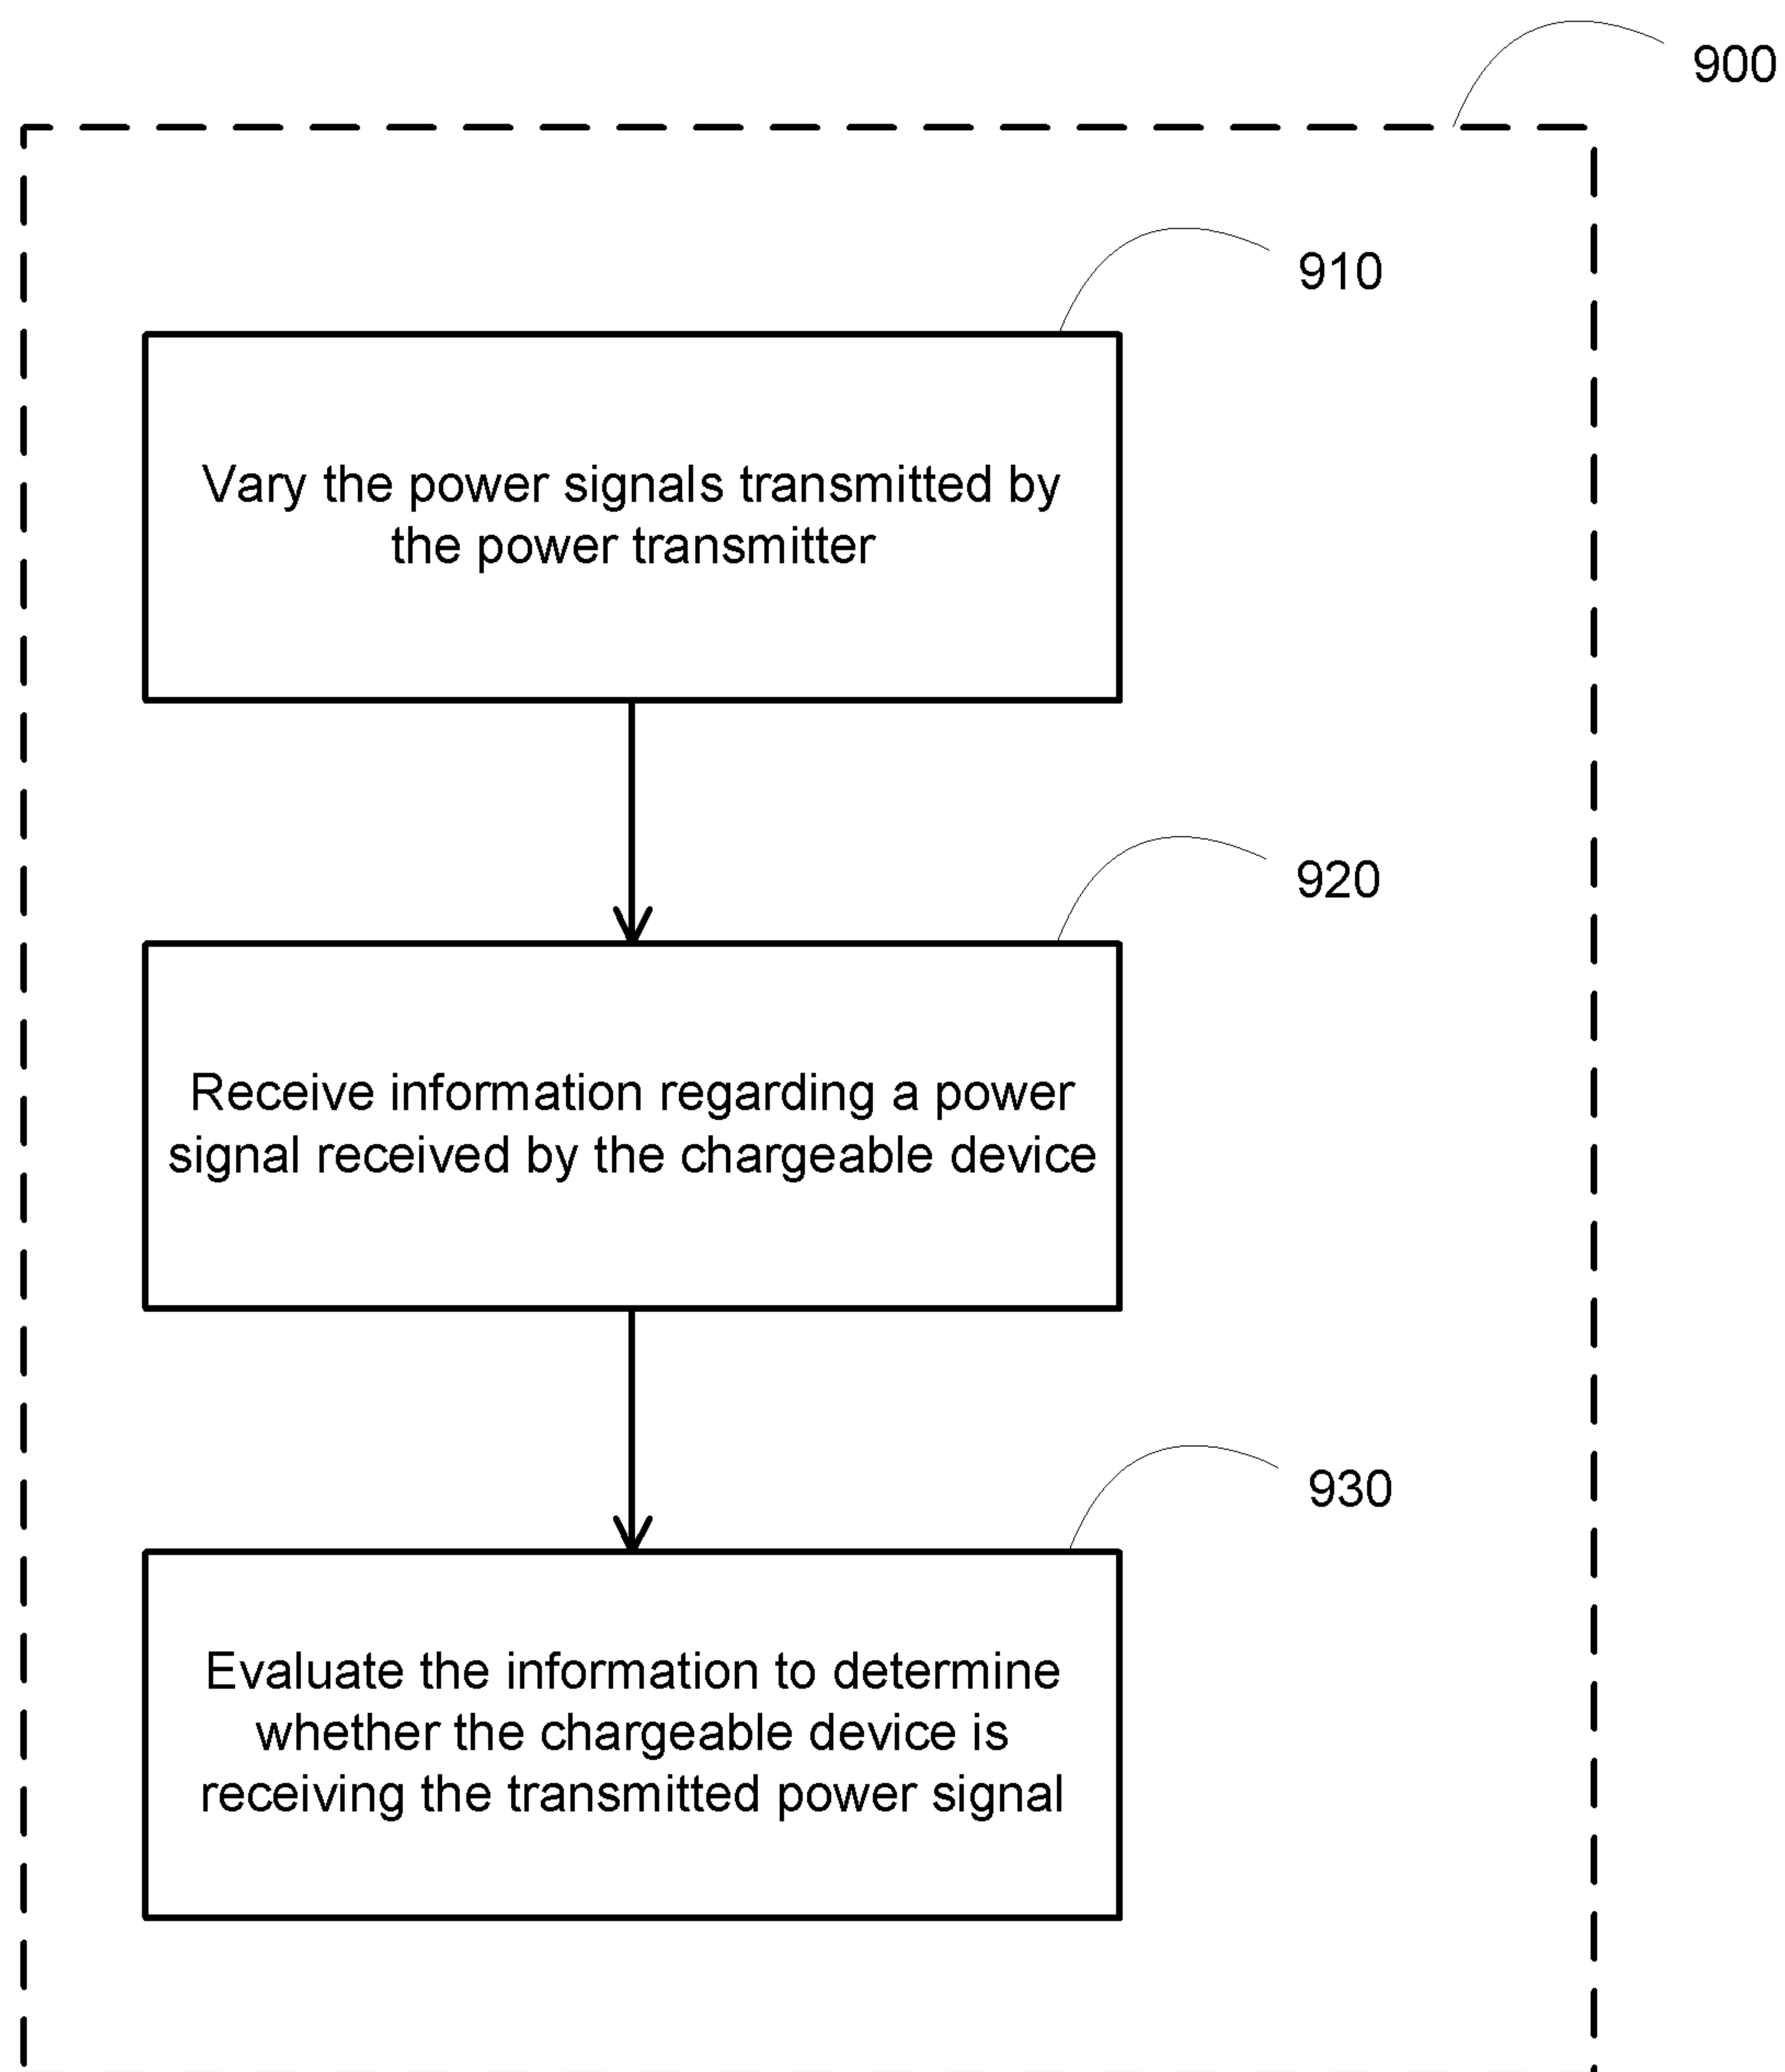 900
910
Vary the power signals transmitted by
the power transmitter
920
Receive information regarding a power
signal received by the chargeable device
930
Evaluate the information to determine
whether the chargeable device is
receiving the transmitted power signal